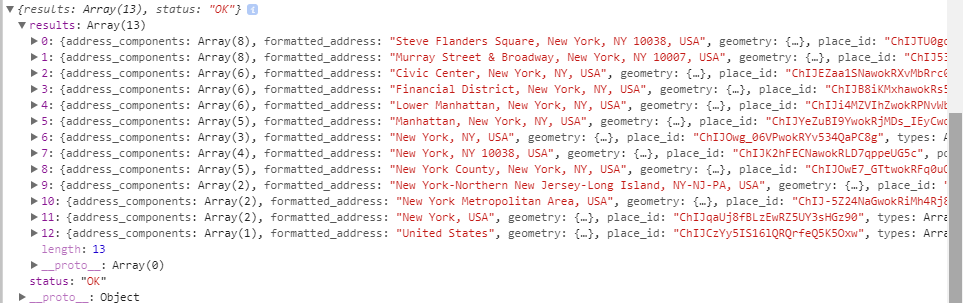 {results: Array(13), status: "OK"} i
results: Array(13)
0: {address_components: Array(8), formatted_address: "Steve Flanders Square, New York, NY 10038, USA", geometry: {…}, place_id: "ChIJTU0gd
1: {address_components: Array(8), formatted_address: "Murray Street & Broadway, New York, NY 10007, USA", geometry: {…}, place_id: "ChIJ53
2: {address_components: Array(6), formatted_address: "Civic Center, New York, NY, USA", geometry: {…}, place_id: "ChIJEZaa1SNawokRXvMbRrc0
3: {address_components: Array(6), formatted_address: "Financial District, New York, NY, USA", geometry: {…}, place_id: "ChIJB8iKMxhawokRs5
4: {address_components: Array(6), formatted_address: "Lower Manhattan, New York, NY, USA", geometry: {…}, place_id: "ChIJi4MZVIhZwokRPNvWb
5: {address_components: Array(5), formatted_address: "Manhattan, New York, NY, USA", geometry: {…}, place_id: "ChIJYeZuBI9YwokRjMDs_IEyCwo
6: {address_components: Array(3), formatted_address: "New York, NY, USA", geometry: {…}, place_id: "ChIJOwg_06VPwokRYv534QaPC8g", types: A
7: {address_components: Array(4), formatted_address: "New York, NY 10038, USA", geometry: {…}, place_id: "ChIJK2hFECNawokRLD7qppeUG5c", po
8: {address_components: Array(5), formatted_address: "New York County, New York, NY, USA", geometry: {…}, place_id: "ChIJOwE7_GTtwokRFq0uO
9: {address_components: Array(2), formatted_address: "New York-Northern New Jersey-Long Island, NY-NJ-PA, USA", geometry: {…}, place_id: "
10: {address_components: Array(2), formatted_address: "New York Metropolitan Area, USA", geometry: {…}, place_id: "ChIJ-5Z24NaGwokRiMh4Rj8
11: {address_components: Array(2), formatted_address: "New York, USA", geometry: {…}, place_id: "ChIJqaUj8fBLzEwRZ5UY3sHGz90", types: Arra
12: {address_components: Array(1), formatted_address: "United States", geometry: {…}, place_id: "ChIJCzYy5IS16lQRQrfeQ5K5Oxw", types: Arra
length: 13
__proto__: Array(0)
status: "OK"
__proto__: Object